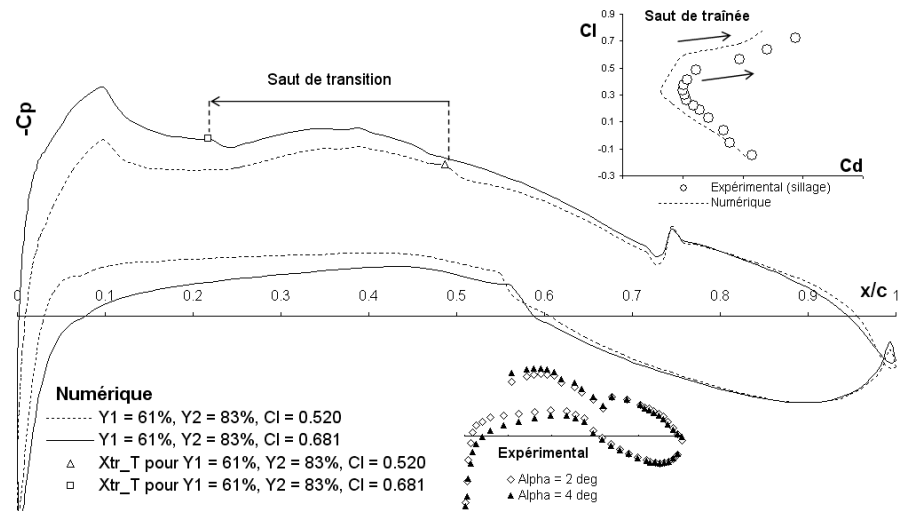 Cl
Saut de traînée
0.9
0.7
0.5
0.3
0.1
-0.1
-0.3
Cd
Expérimental (sillage)
Numérique
Saut de transition
-Cp
0 0.1 0.2 0.3 0.4 0.5 0.6 0.7 0.8 0.9 1
x/c
Numérique
Y1 = 61%, Y2 = 83%, Cl = 0.520
Y1 = 61%, Y2 = 83%, Cl = 0.681
Xtr_T pour Y1 = 61%, Y2 = 83%, Cl = 0.520
Xtr_T pour Y1 = 61%, Y2 = 83%, Cl = 0.681
Expérimental
Alpha = 2 deg
Alpha = 4 deg